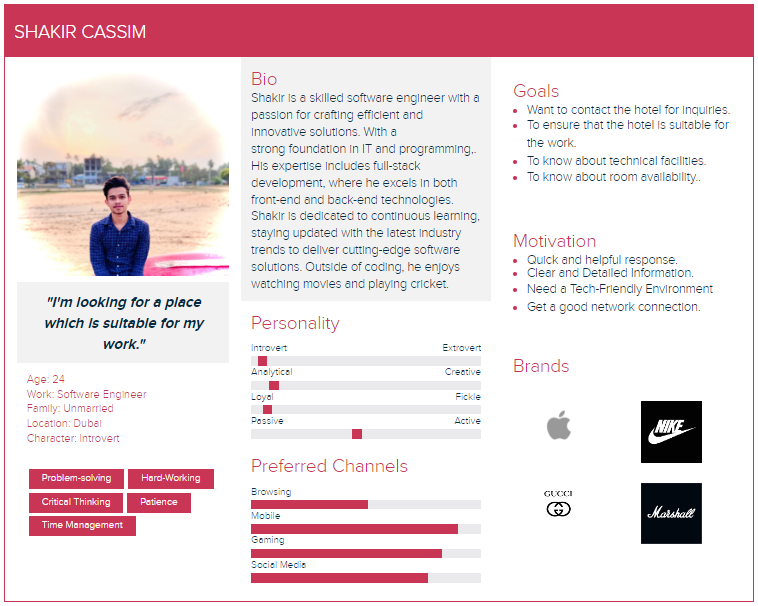 SHAKIR CASSIM
"I'm looking for a place
which is suitable for my
work."
Age: 24
Work: Software Engineer
Family: Unmarried
Location: Dubai
Character: Introvert
Problem-solving
Hard-Working
Critical Thinking
Patience
Time Management
Bio
Shakir is a skilled software engineer with a
passion for crafting efficient and
innovative solutions. With a
strong foundation in IT and programming,.
His expertise includes full-stack
development, where he excels in both
front-end and back-end technologies.
Shakir is dedicated to continuous learning,
staying updated with the latest industry
trends to deliver cutting-edge software
solutions. Outside of coding, he enjoys
watching movies and playing cricket.
Personality
Introvert Extrovert
Analytical Creative
Loyal Fickle
Passive Active
Preferred Channels
Browsing
Mobile
Gaming
Social Media
Goals
Want to contact the hotel for inquiries.
To ensure that the hotel is suitable for
the work.
To know about technical facilities.
To know about room availability..
Motivation
Quick and helpful response.
Clear and Detailed Information.
Need a Tech-Friendly Environment
Get a good network connection.
Brands
NIKE
GUCCI
Marshall